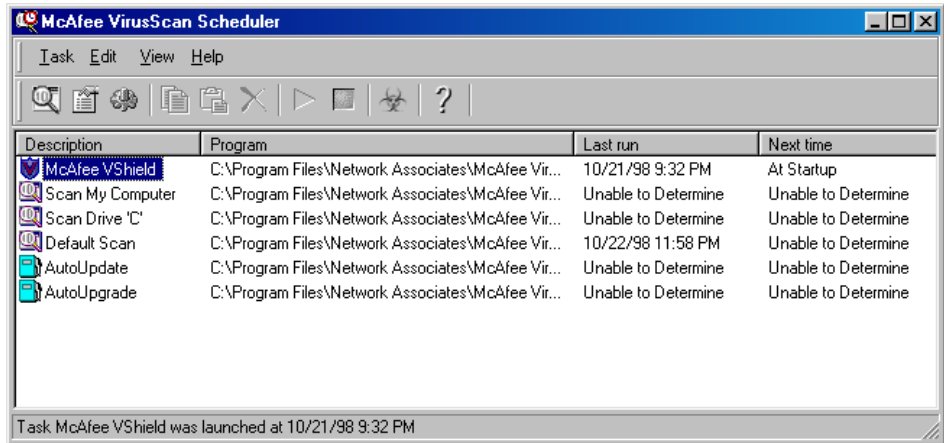 McAfee VirusScan Scheduler
Task Edit View Help
Description Program Last run Next time
McAfee VShield C:\Program Files\Network Associates\McAfee Vir... 10/21/98 9:32 PM At Startup
Scan My Computer C:\Program Files\Network Associates\McAfee Vir... Unable to Determine Unable to Determine
Scan Drive 'C' C:\Program Files\Network Associates\McAfee Vir... Unable to Determine Unable to Determine
Default Scan C:\Program Files\Network Associates\McAfee Vir... 10/22/98 11:58 PM Unable to Determine
AutoUpdate C:\Program Files\Network Associates\McAfee Vir... Unable to Determine Unable to Determine
AutoUpgrade C:\Program Files\Network Associates\McAfee Vir... Unable to Determine Unable to Determine
Task McAfee VShield was launched at 10/21/98 9:32 PM